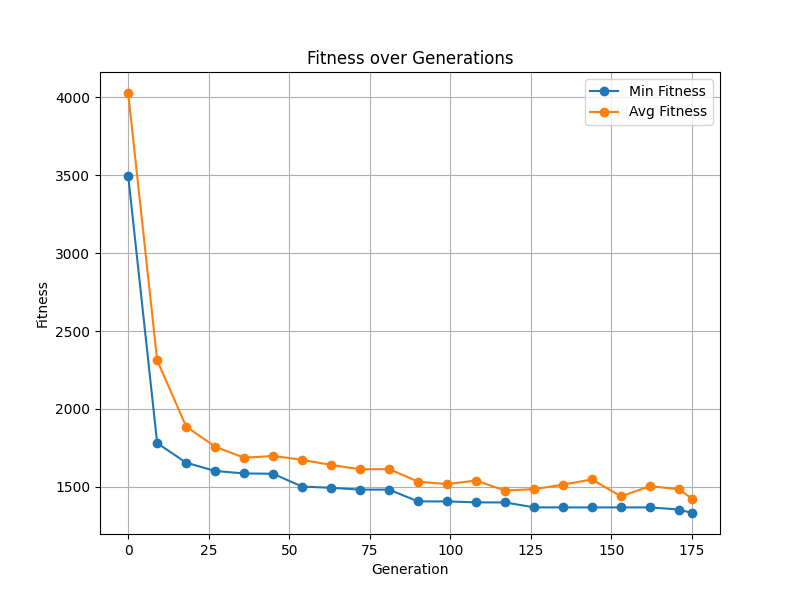 Fitness over Generations
Min Fitness
Avg Fitness
4000
3500
3000
2500
2000
1500
Fitness
0 25 50 75 100 125 150 175
Generation